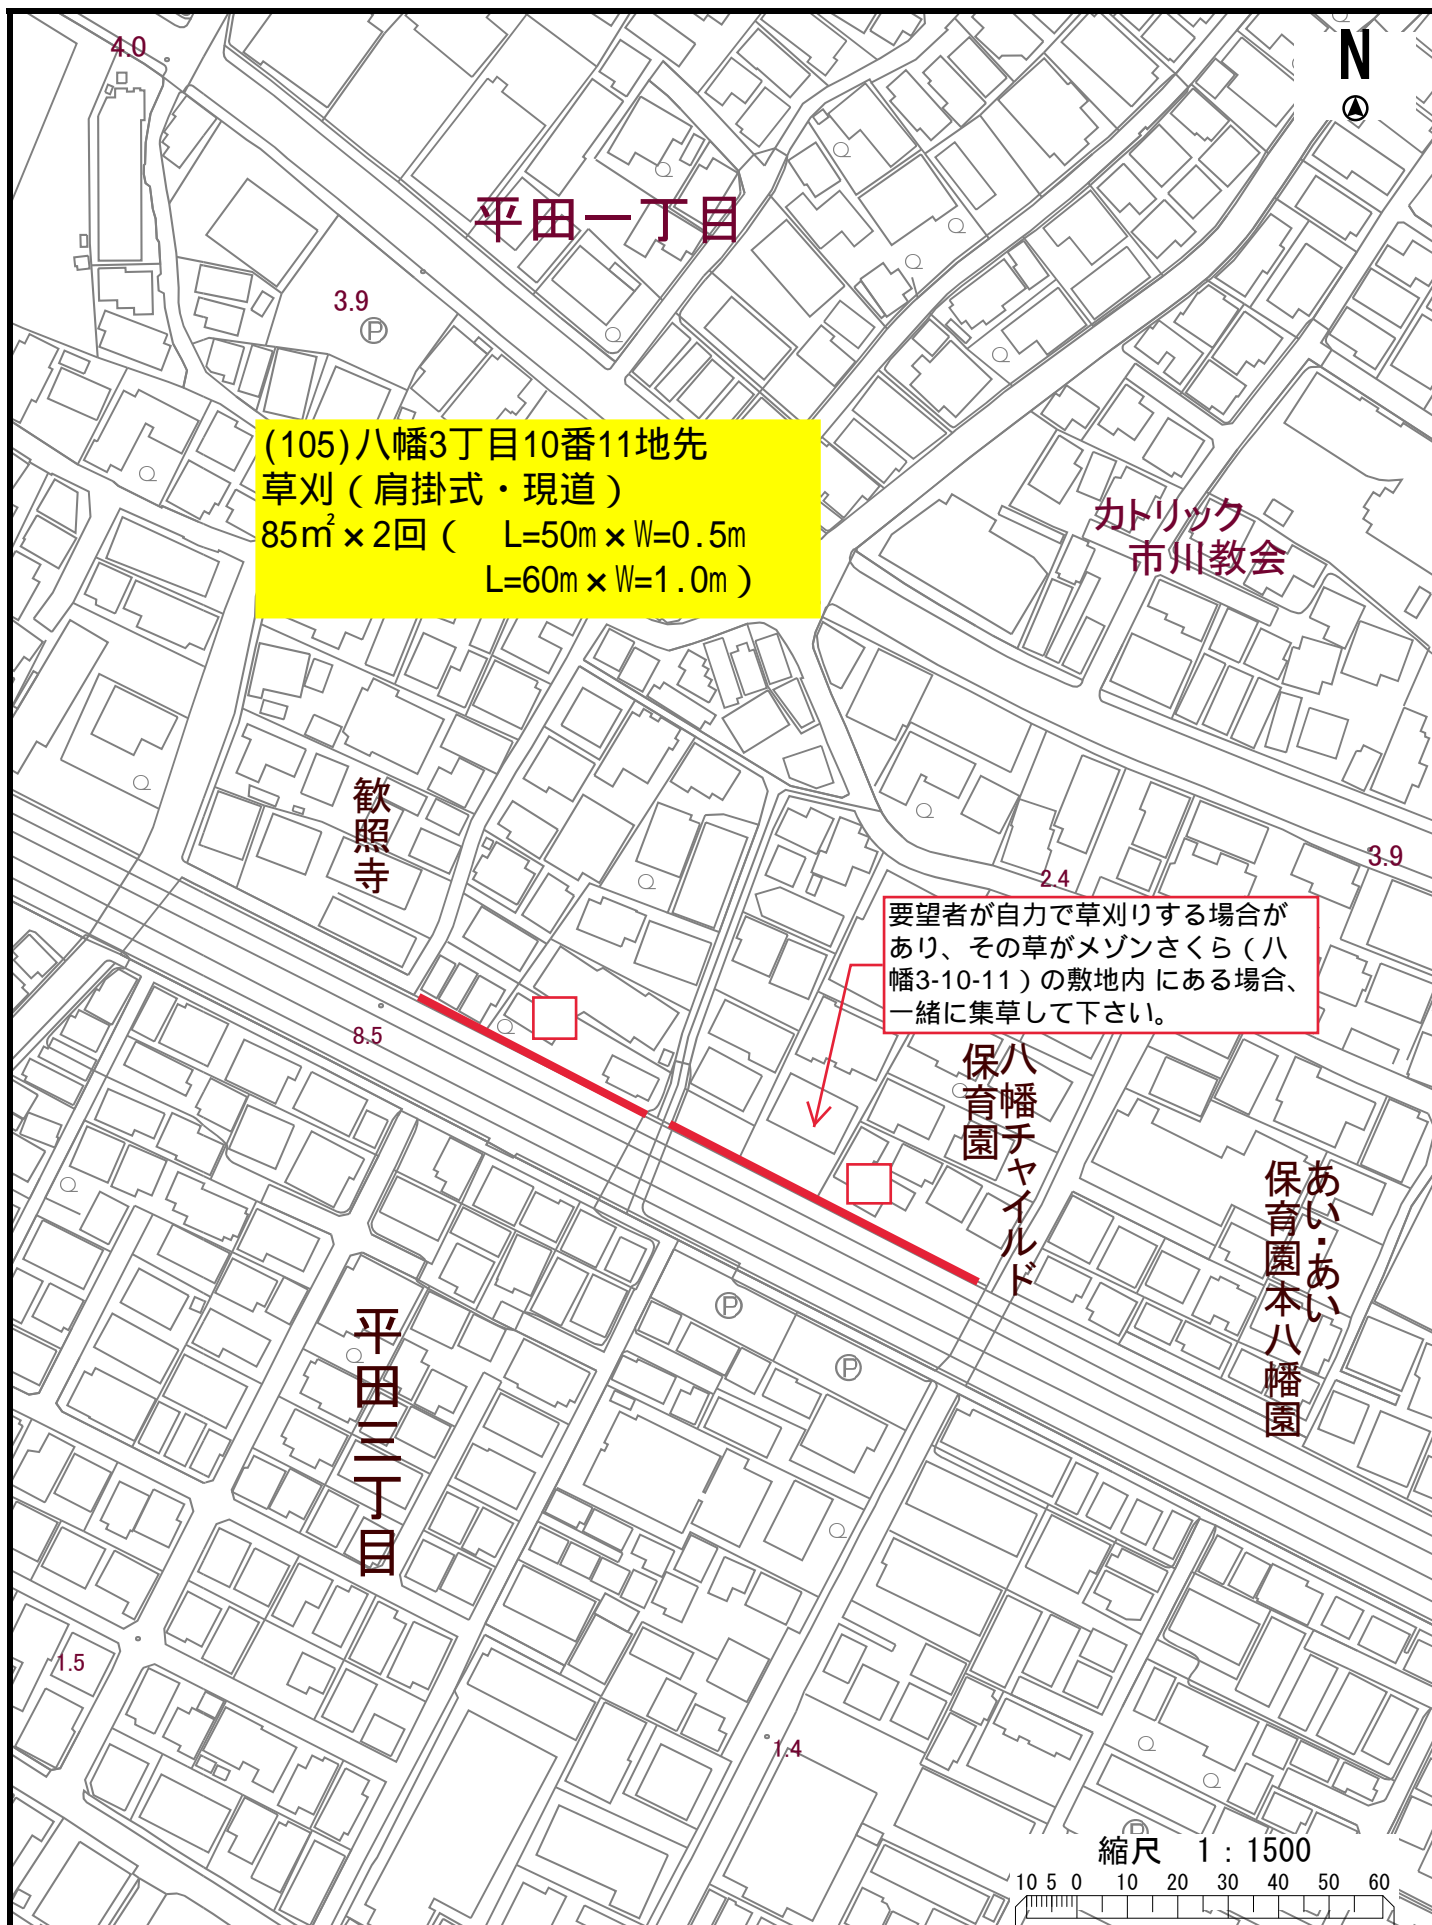 4.0
N
平田一丁目
3.9
P
(105)八幡3丁目10番11地先
草刈（肩掛式・現道）
85㎡×2回（　L=50m×W=0.5m
L=60m×W=1.0m）
カトリック
市川教会
歓照寺
3.9
2.4
要望者が自力で草刈りする場合が
あり、その草がメゾンさくら（八
幡3-10-11）の敷地内 にある場合、
一緒に集草して下さい。
8.5
八幡チャイルド
保育園
あい・あい
保育園本八幡園
P
P
平田三丁目
1.5
1.4
P
縮尺　1：1500
10 5 0 10 20 30 40 50 60